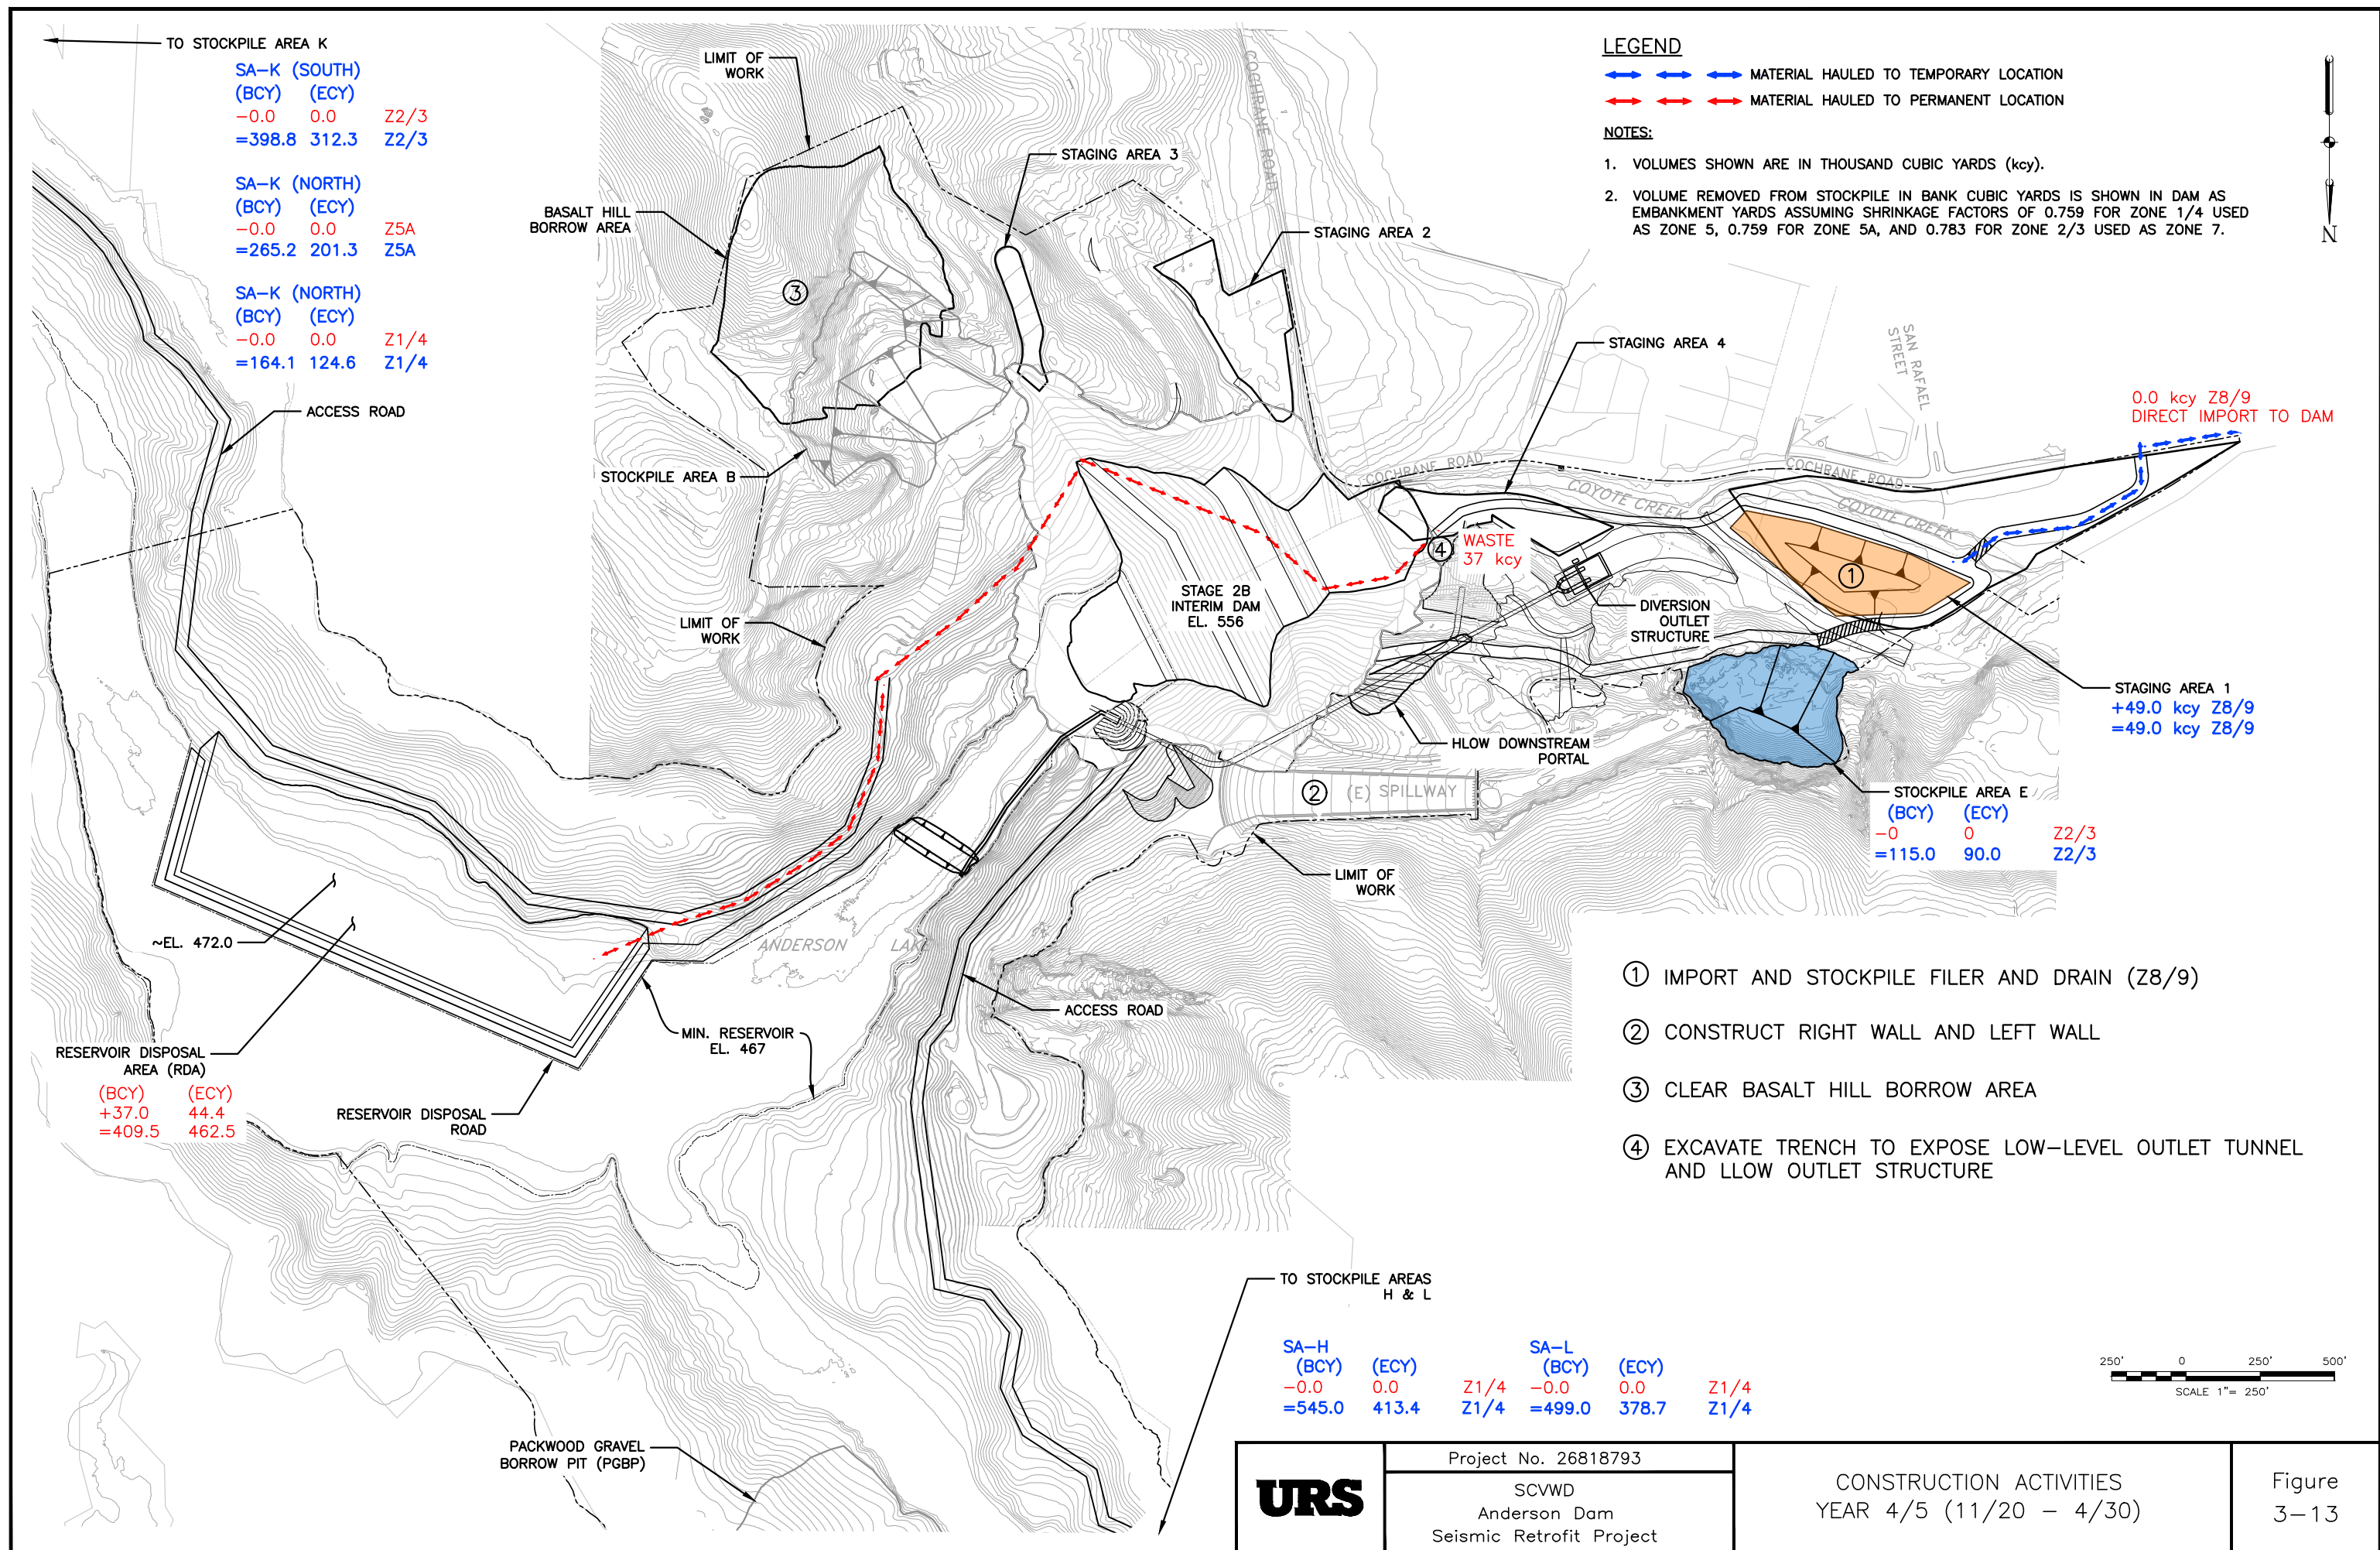 TO STOCKPILE AREA K
SA-K (SOUTH)
(BCY) (ECY)
-0.0 0.0 Z2/3
=398.8 312.3 Z2/3
SA-K (NORTH)
(BCY) (ECY)
-0.0 0.0 Z5A
=265.2 201.3 Z5A
SA-K (NORTH)
(BCY) (ECY)
-0.0 0.0 Z1/4
=164.1 124.6 Z1/4
ACCESS ROAD
LIMIT OF
WORK
BASALT HILL
BORROW AREA
3
STAGING AREA 3
STAGING AREA 2
COCHRANE ROAD
STOCKPILE AREA B
LIMIT OF
WORK
LEGEND
MATERIAL HAULED TO TEMPORARY LOCATION
MATERIAL HAULED TO PERMANENT LOCATION
NOTES:
1. VOLUMES SHOWN ARE IN THOUSAND CUBIC YARDS (kcy).
2. VOLUME REMOVED FROM STOCKPILE IN BANK CUBIC YARDS IS SHOWN IN DAM AS
EMBANKMENT YARDS ASSUMING SHRINKAGE FACTORS OF 0.759 FOR ZONE 1/4 USED
AS ZONE 5, 0.759 FOR ZONE 5A, AND 0.783 FOR ZONE 2/3 USED AS ZONE 7.
N
STAGING AREA 4
SAN RAFAEL
STREET
0.0 kcy Z8/9
DIRECT IMPORT TO DAM
COCHRANE ROAD
COCHRANE ROAD
COYOTE CREEK
COYOTE CREEK
4
WASTE
37 kcy
1
STAGE 2B
INTERIM DAM
EL. 556
DIVERSION
OUTLET
STRUCTURE
STAGING AREA 1
+49.0 kcy Z8/9
=49.0 kcy Z8/9
HLOW DOWNSTREAM
PORTAL
2
(E) SPILLWAY
STOCKPILE AREA E
(BCY) (ECY)
-0 0 Z2/3
=115.0 90.0 Z2/3
LIMIT OF
WORK
~EL. 472.0
ANDERSON LAKE
ACCESS ROAD
MIN. RESERVOIR
EL. 467
RESERVOIR DISPOSAL
AREA (RDA)
(BCY) (ECY)
+37.0 44.4
=409.5 462.5
RESERVOIR DISPOSAL
ROAD
1 IMPORT AND STOCKPILE FILER AND DRAIN (Z8/9)
2 CONSTRUCT RIGHT WALL AND LEFT WALL
3 CLEAR BASALT HILL BORROW AREA
4 EXCAVATE TRENCH TO EXPOSE LOW-LEVEL OUTLET TUNNEL
AND LLOW OUTLET STRUCTURE
TO STOCKPILE AREAS
H & L
SA-H SA-L
(BCY) (ECY) (BCY) (ECY)
-0.0 0.0 Z1/4 -0.0 0.0 Z1/4
=545.0 413.4 Z1/4 =499.0 378.7 Z1/4
250' 0 250' 500'
SCALE 1"= 250'
PACKWOOD GRAVEL
BORROW PIT (PGBP)
URS
Project No. 26818793
SCVWD
Anderson Dam
Seismic Retrofit Project
CONSTRUCTION ACTIVITIES
YEAR 4/5 (11/20 - 4/30)
Figure
3-13